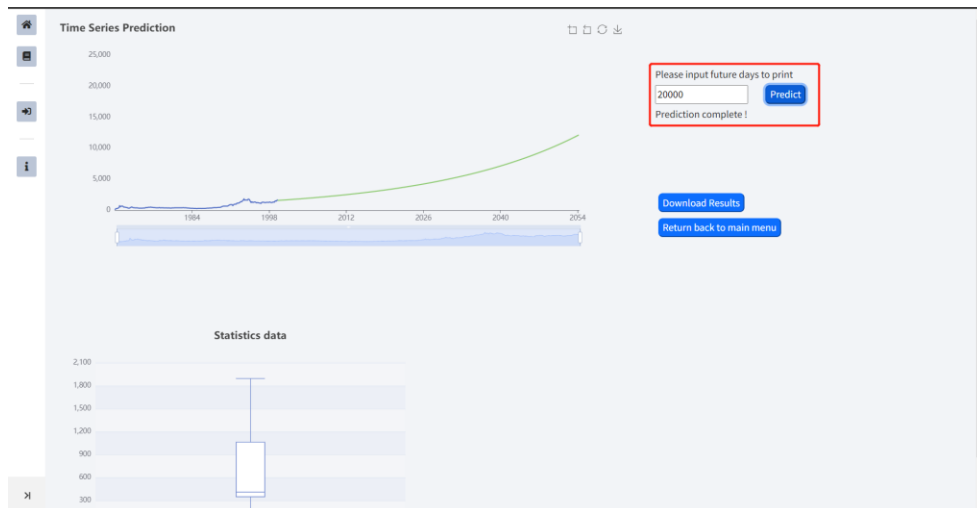 Time Series Prediction
25,000
20,000
15,000
10,000
5,000
0
1984
1998
2012
2026
2040
2054
Please input future days to print
20000
Predict
Prediction complete !
Download Results
Return back to main menu
Statistics data
2,100
1,800
1,500
1,200
900
600
300